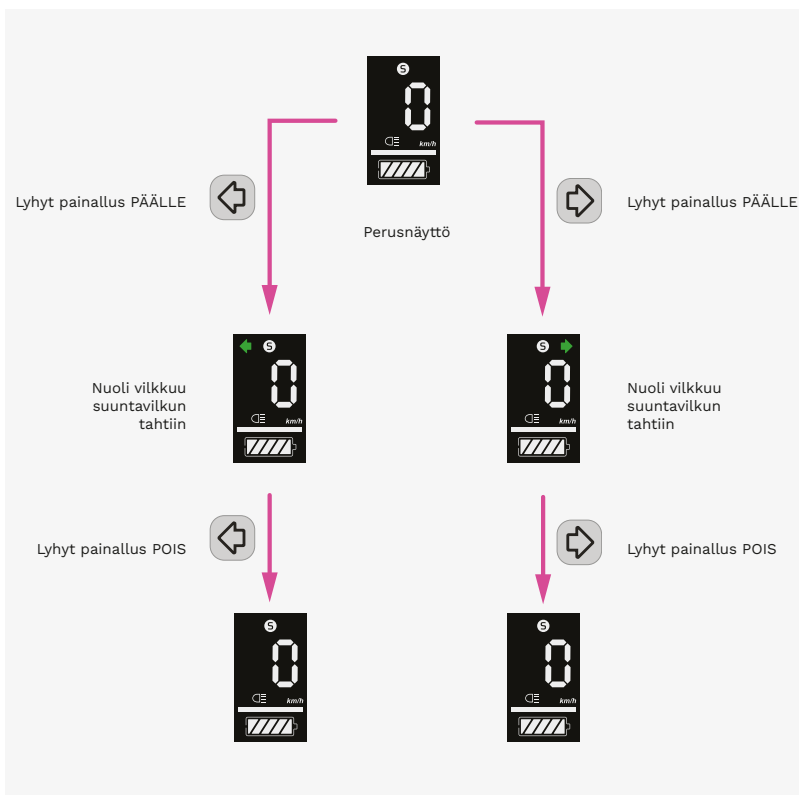 S
0
km/h
Lyhyt painallus PÄÄLLE
Lyhyt painallus PÄÄLLE
Perusnäyttö
S
0
km/h
S
0
km/h
Nuoli vilkkuu
suuntavilkun
tahtiin
Nuoli vilkkuu
suuntavilkun
tahtiin
Lyhyt painallus POIS
Lyhyt painallus POIS
S
0
km/h
S
0
km/h